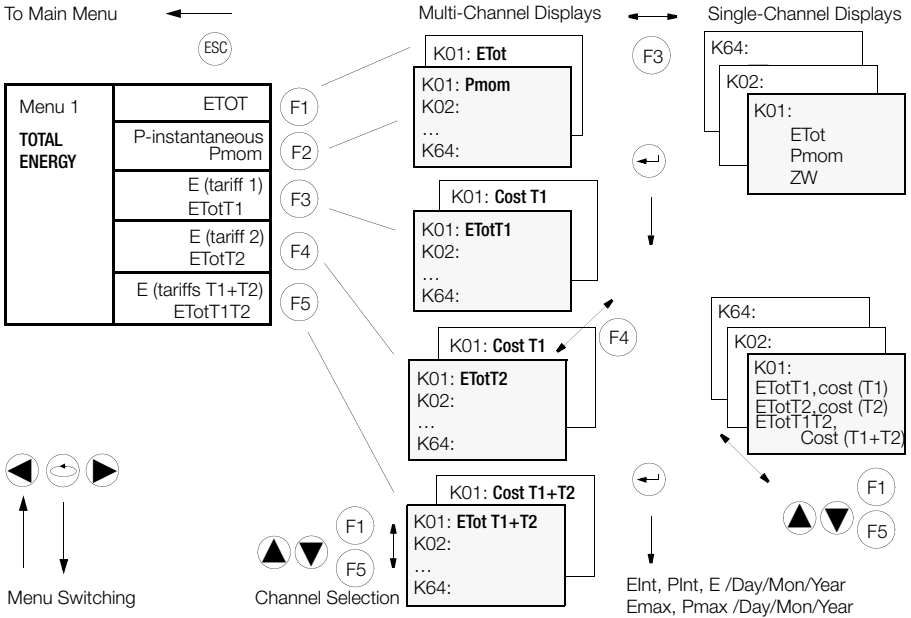 To Main Menu
ESC
Multi-Channel Displays
Single-Channel Displays
F3
Menu 1
TOTAL
ENERGY
ETOT
F1
P-instantaneous
Pmom
F2
E (tariff 1)
ETotT1
F3
E (tariff 2)
ETotT2
F4
E (tariffs T1+T2)
ETotT1T2
F5
K01: ETot
K01: Pmom
K02:
…
K64:
K01: Cost T1
K01: ETotT1
K02:
…
K64:
K01: Cost T1
K01: ETotT2
K02:
…
K64:
K01: Cost T1+T2
K01: ETot T1+T2
K02:
…
K64:
K64:
K02:
K01:
ETot
Pmom
ZW
F4
K64:
K02:
K01:
ETotT1, cost (T1)
ETotT2, cost (T2)
ETotT1T2,
Cost (T1+T2)
F1
F5
F1
F5
Menu Switching
Channel Selection
EInt, PInt, E /Day/Mon/Year
Emax, Pmax /Day/Mon/Year